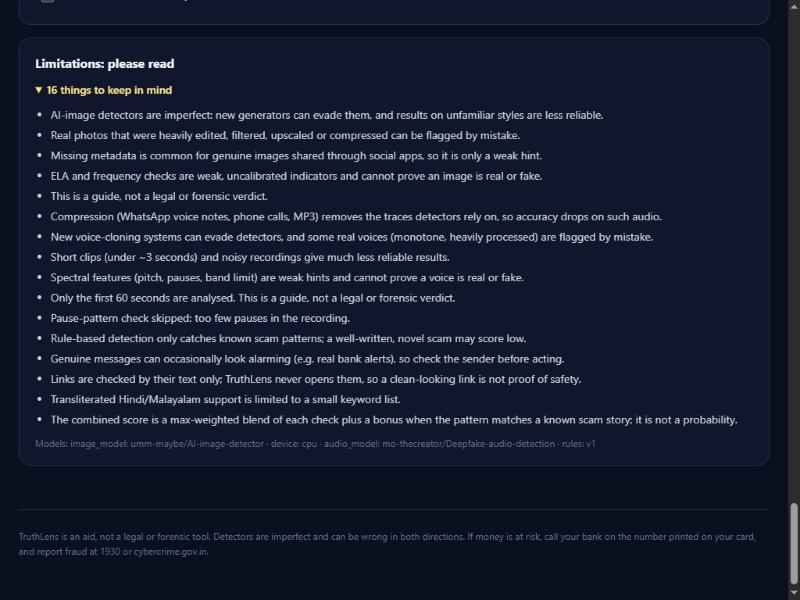 Limitations: please read
▼ 16 things to keep in mind
• AI-image detectors are imperfect: new generators can evade them, and results on unfamiliar styles are less reliable.
• Real photos that were heavily edited, filtered, upscaled or compressed can be flagged by mistake.
• Missing metadata is common for genuine images shared through social apps, so it is only a weak hint.
• ELA and frequency checks are weak, uncalibrated indicators and cannot prove an image is real or fake.
• This is a guide, not a legal or forensic verdict.
• Compression (WhatsApp voice notes, phone calls, MP3) removes the traces detectors rely on, so accuracy drops on such audio.
• New voice-cloning systems can evade detectors, and some real voices (monotone, heavily processed) are flagged by mistake.
• Short clips (under ~3 seconds) and noisy recordings give much less reliable results.
• Spectral features (pitch, pauses, band limit) are weak hints and cannot prove a voice is real or fake.
• Only the first 60 seconds are analysed. This is a guide, not a legal or forensic verdict.
• Pause-pattern check skipped: too few pauses in the recording.
• Rule-based detection only catches known scam patterns; a well-written, novel scam may score low.
• Genuine messages can occasionally look alarming (e.g. real bank alerts), so check the sender before acting.
• Links are checked by their text only; TruthLens never opens them, so a clean-looking link is not proof of safety.
• Transliterated Hindi/Malayalam support is limited to a small keyword list.
• The combined score is a max-weighted blend of each check plus a bonus when the pattern matches a known scam story; it is not a probability.
Models: image_model: umm-maybe/AI-image-detector · device: cpu · audio_model: mo-thecreator/Deepfake-audio-detection · rules: v1
TruthLens is an aid, not a legal or forensic tool. Detectors are imperfect and can be wrong in both directions. If money is at risk, call your bank on the number printed on your card,
and report fraud at 1930 or cybercrime.gov.in.